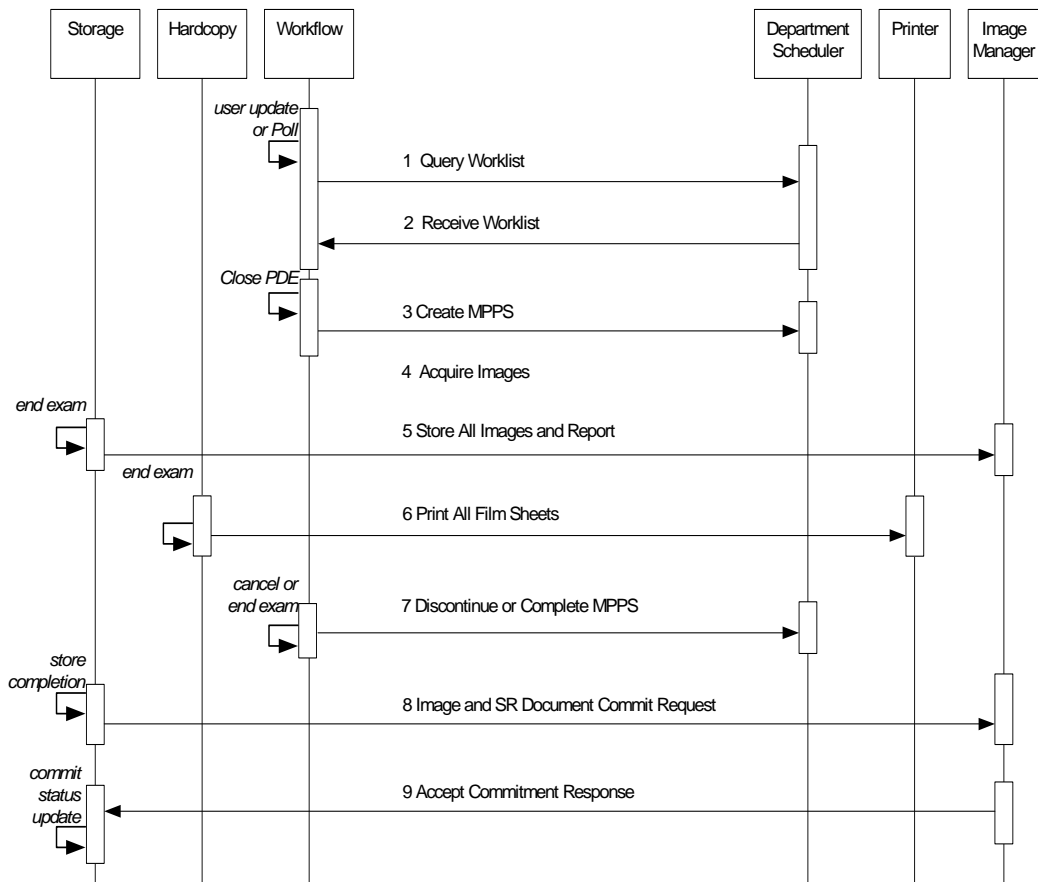 Storage
Hardcopy
Workflow
Department
Scheduler
Printer
Image
Manager
user update
or Poll
1 Query Worklist
2 Receive Worklist
Close PDE
3 Create MPPS
4 Acquire Images
end exam
5 Store All Images and Report
end exam
6 Print All Film Sheets
cancel or
end exam
7 Discontinue or Complete MPPS
store
completion
8 Image and SR Document Commit Request
commit
status
update
9 Accept Commitment Response